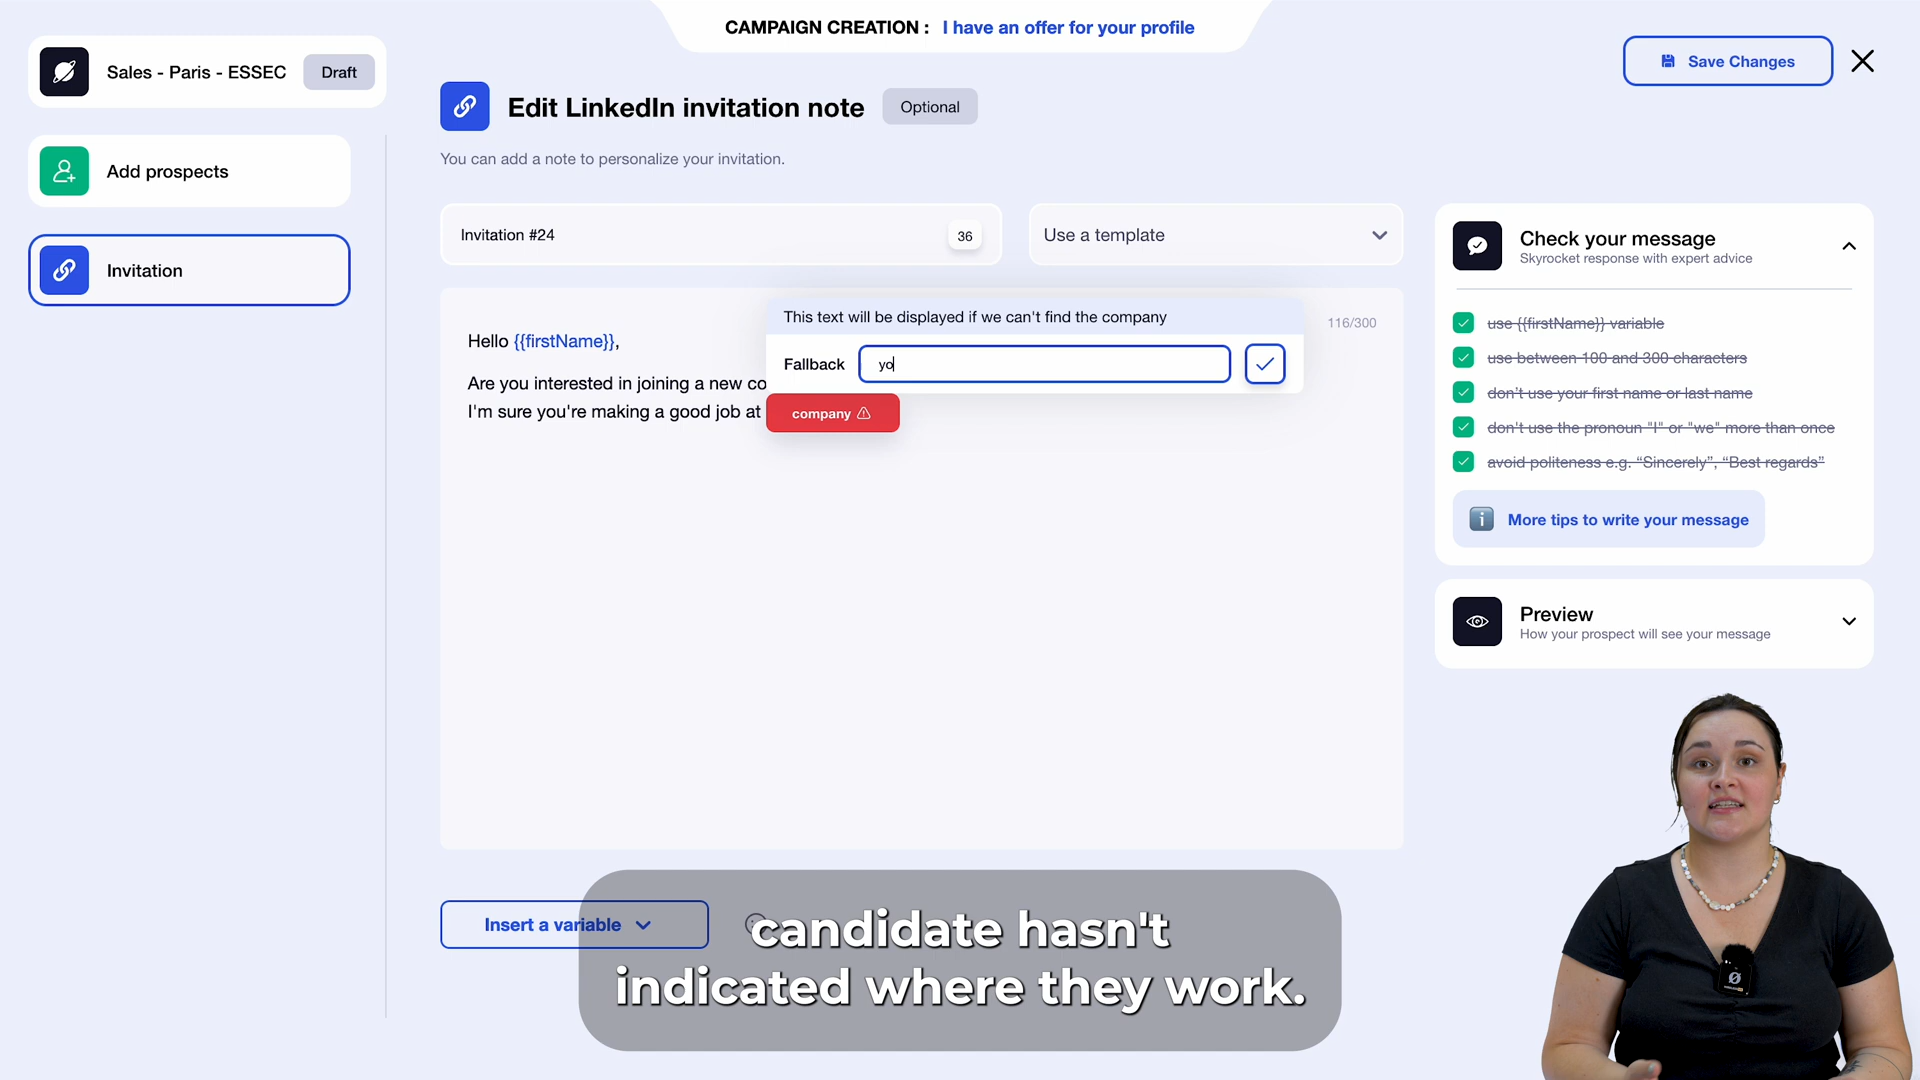 CAMPAIGN CREATION : I have an offer for your profile
Sales - Paris - ESSEC
Draft
Save Changes
Edit LinkedIn invitation note
Optional
You can add a note to personalize your invitation.
Add prospects
Invitation
Invitation #24
36
Use a template
116/300
Hello {{firstName}},
Are you interested in joining a new co
I'm sure you're making a good job at
This text will be displayed if we can't find the company
Fallback
yo
company
Check your message
Skyrocket response with expert advice
use {{firstName}} variable
use between 100 and 300 characters
don't use your first name or last name
don't use the pronoun "I" or "we" more than once
avoid politeness e.g. “Sincerely”, “Best regards”
More tips to write your message
Preview
How your prospect will see your message
Insert a variable
candidate hasn't
indicated where they work.